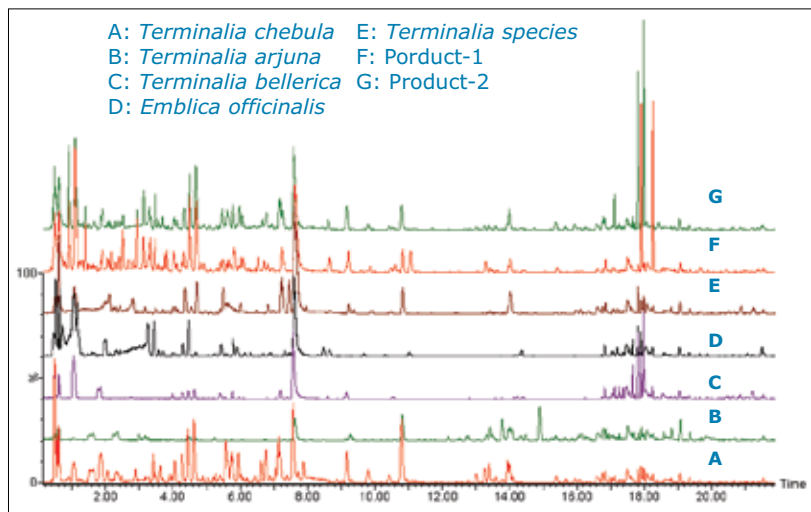 A: Terminalia chebula E: Terminalia species
B: Terminalia arjuna F: Porduct-1
C: Terminalia bellerica G: Product-2
D: Emblica officinalis
G
F
100
E
D
%
C
B
A
0
Time
2.00 4.00 6.00 8.00 10.00 12.00 14.00 16.00 18.00 20.00